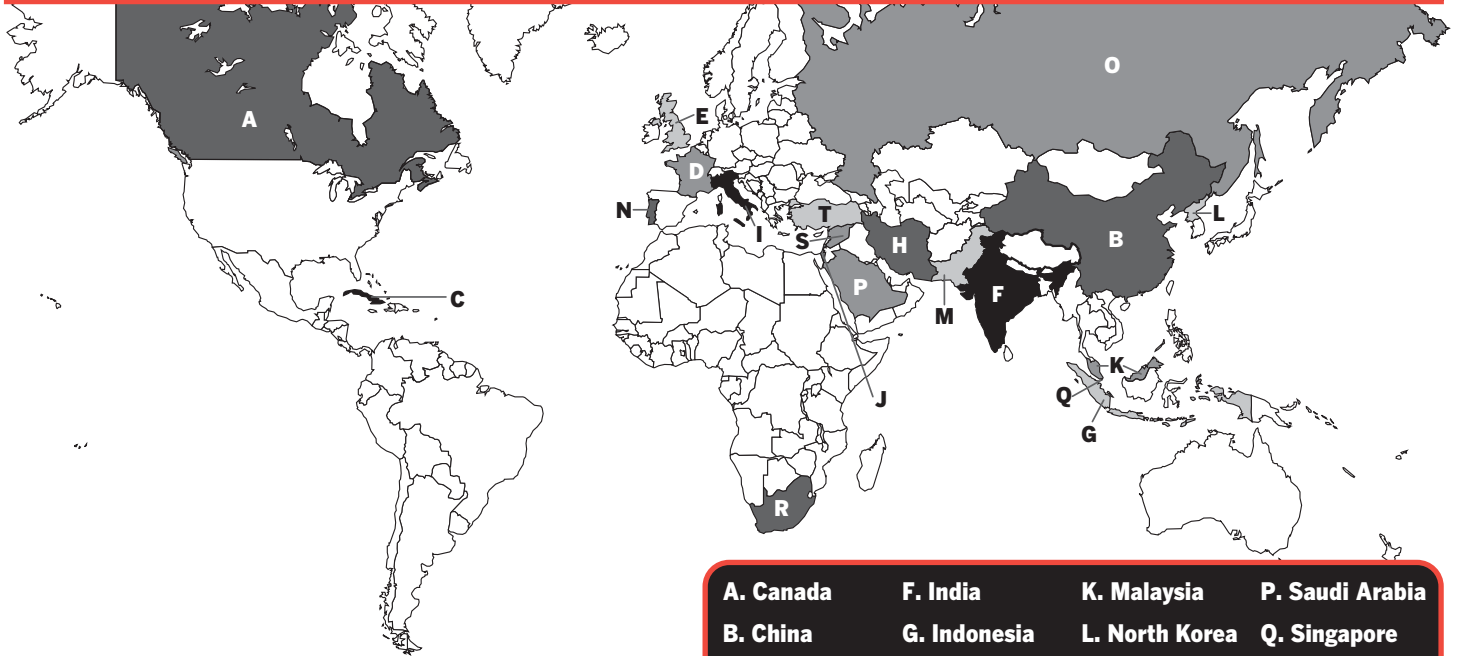 O
A
E
D
N
T
L
I
S
H
B
P
F
C
M
K
J
Q
G
R
A. Canada F. India K. Malaysia P. Saudi Arabia
B. China G. Indonesia L. North Korea Q. Singapore